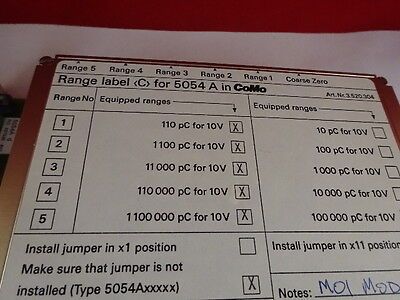 Range 5 Range 4 Range 3 Range 2 Range 1 Coarse Zero
Range label ‹C› for 5054 A in CoMo Art.Nr.3.520.304
Range No Equipped ranges Equipped ranges
1 110 pC for 10V X 10 pC for 10V
2 1100 pC for 10V X 100 pC for 10V
3 11 000 pC for 10V X 1 000 pC for 10V
4 110 000 pC for 10V X 10 000 pC for 10V
5 1 100 000 pC for 10V X 100 000 pC for 10V
Install jumper in x1 position Install jumper in x11 position
Make sure that jumper is not
installed (Type 5054Axxxxx) X Notes: MO1 MOD